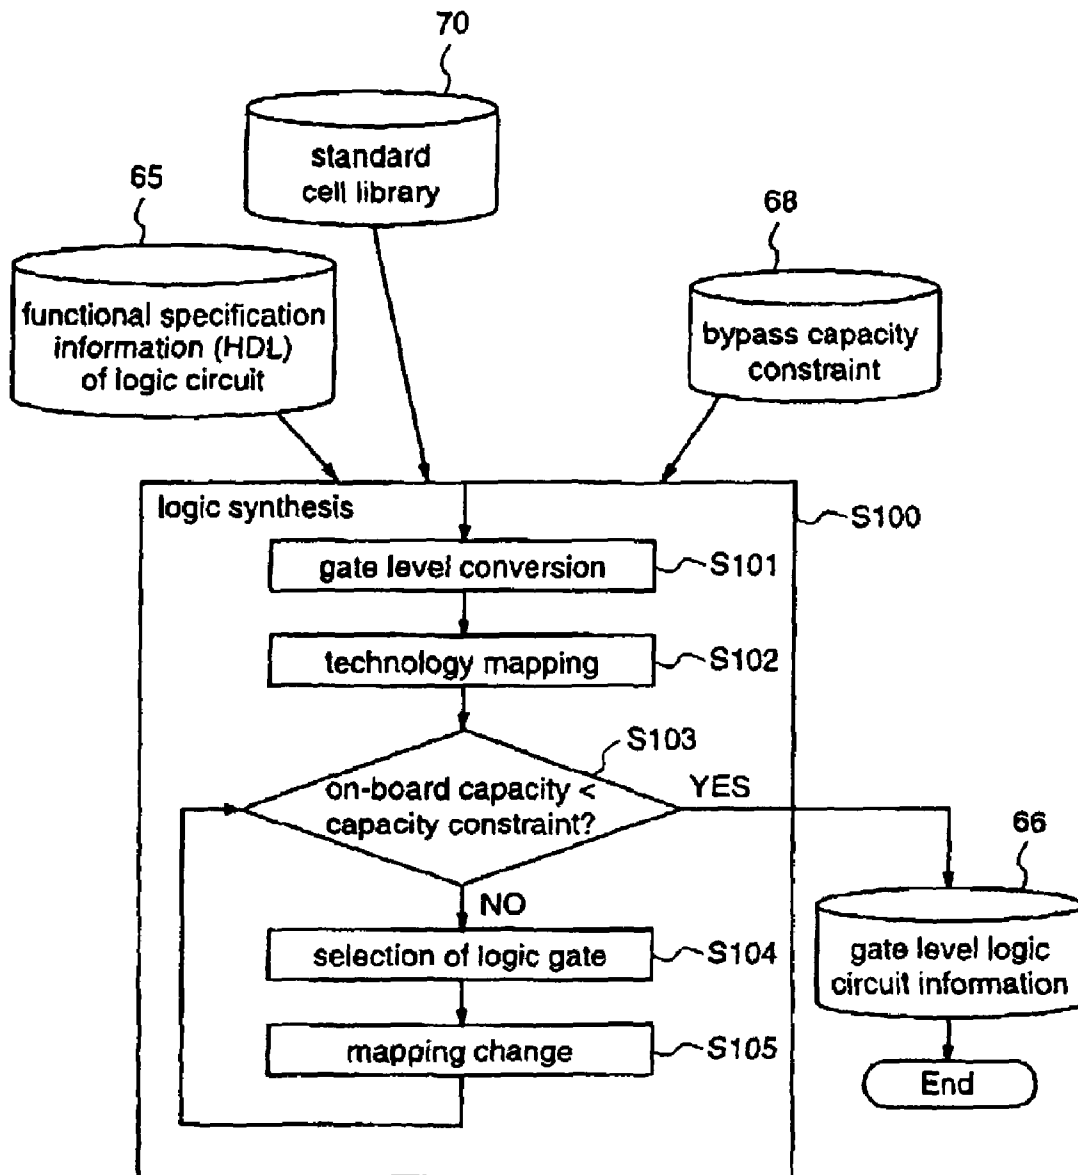 70
standard
cell library
65
functional specification
information (HDL)
of logic circuit
68
bypass capacity
constraint
logic synthesis
S100
gate level conversion
S101
technology mapping
S102
S103
on-board capacity <
capacity constraint?
YES
NO
66
gate level logic
circuit information
selection of logic gate
S104
mapping change
S105
End